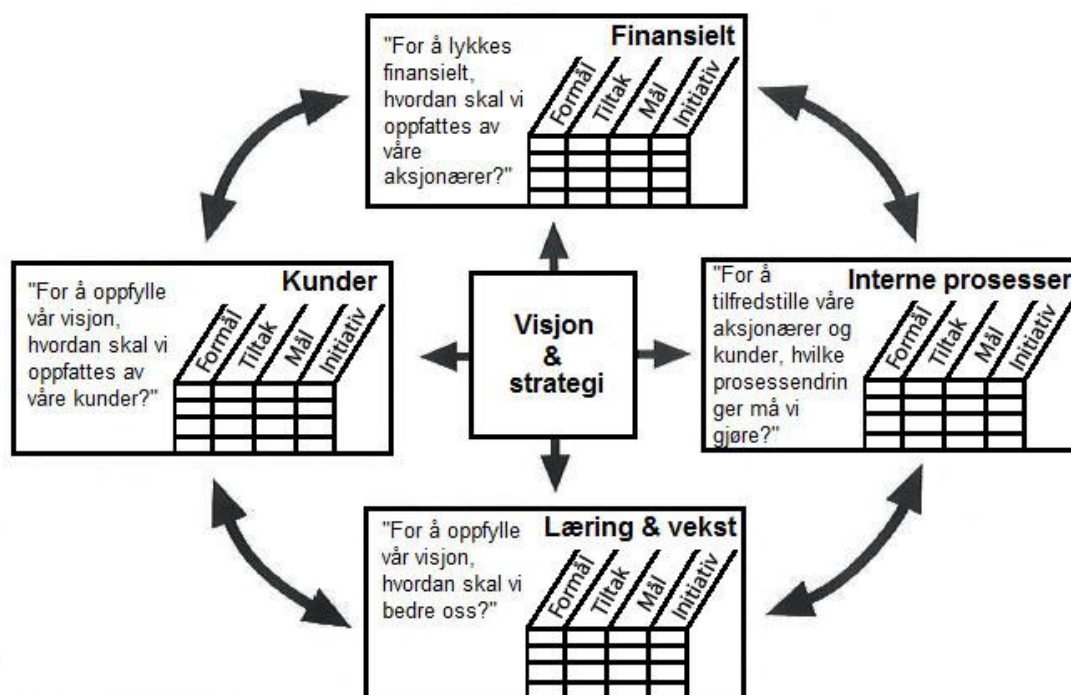 Finansielt
"For å lykkes
finansielt,
hvordan skal vi
oppfattes av
våre
aksjonærer?"
Formål
Tiltak
Mål
Initiativ
Kunder
"For å oppfylle
vår visjon,
hvordan skal vi
oppfattes av
våre kunder?"
Formål
Tiltak
Mål
Initiativ
Visjon
&
strategi
Interne prosesser
"For å
tilfredstille våre
aksjonærer og
kunder, hvilke
prosessendrin
ger må vi
gjøre?"
Formål
Tiltak
Mål
Initiativ
Læring & vekst
"For å oppfylle
vår visjon,
hvordan skal vi
bedre oss?"
Formål
Tiltak
Mål
Initiativ